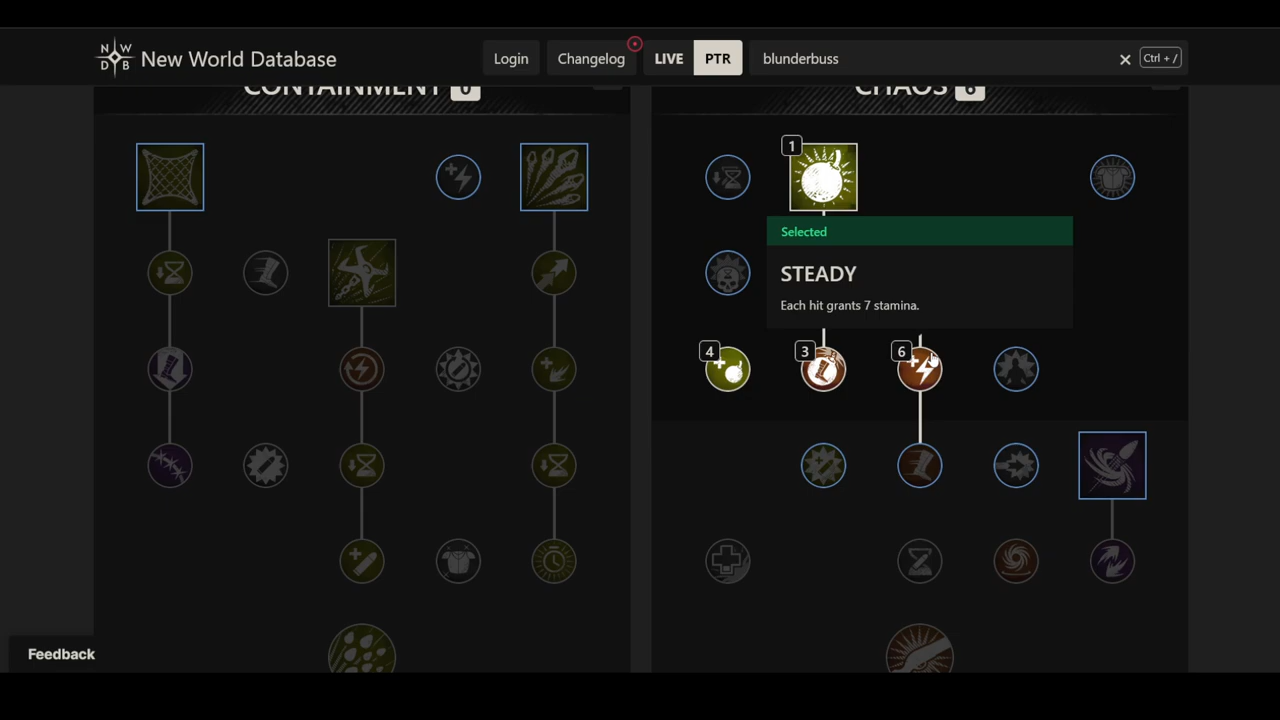 N W D B New World Database
Login
Changelog
LIVE
PTR
blunderbuss
Ctrl + /
CONTAINMENT 0
CHAOS 6
1
Selected
STEADY
Each hit grants 7 stamina.
4
3
6
Feedback